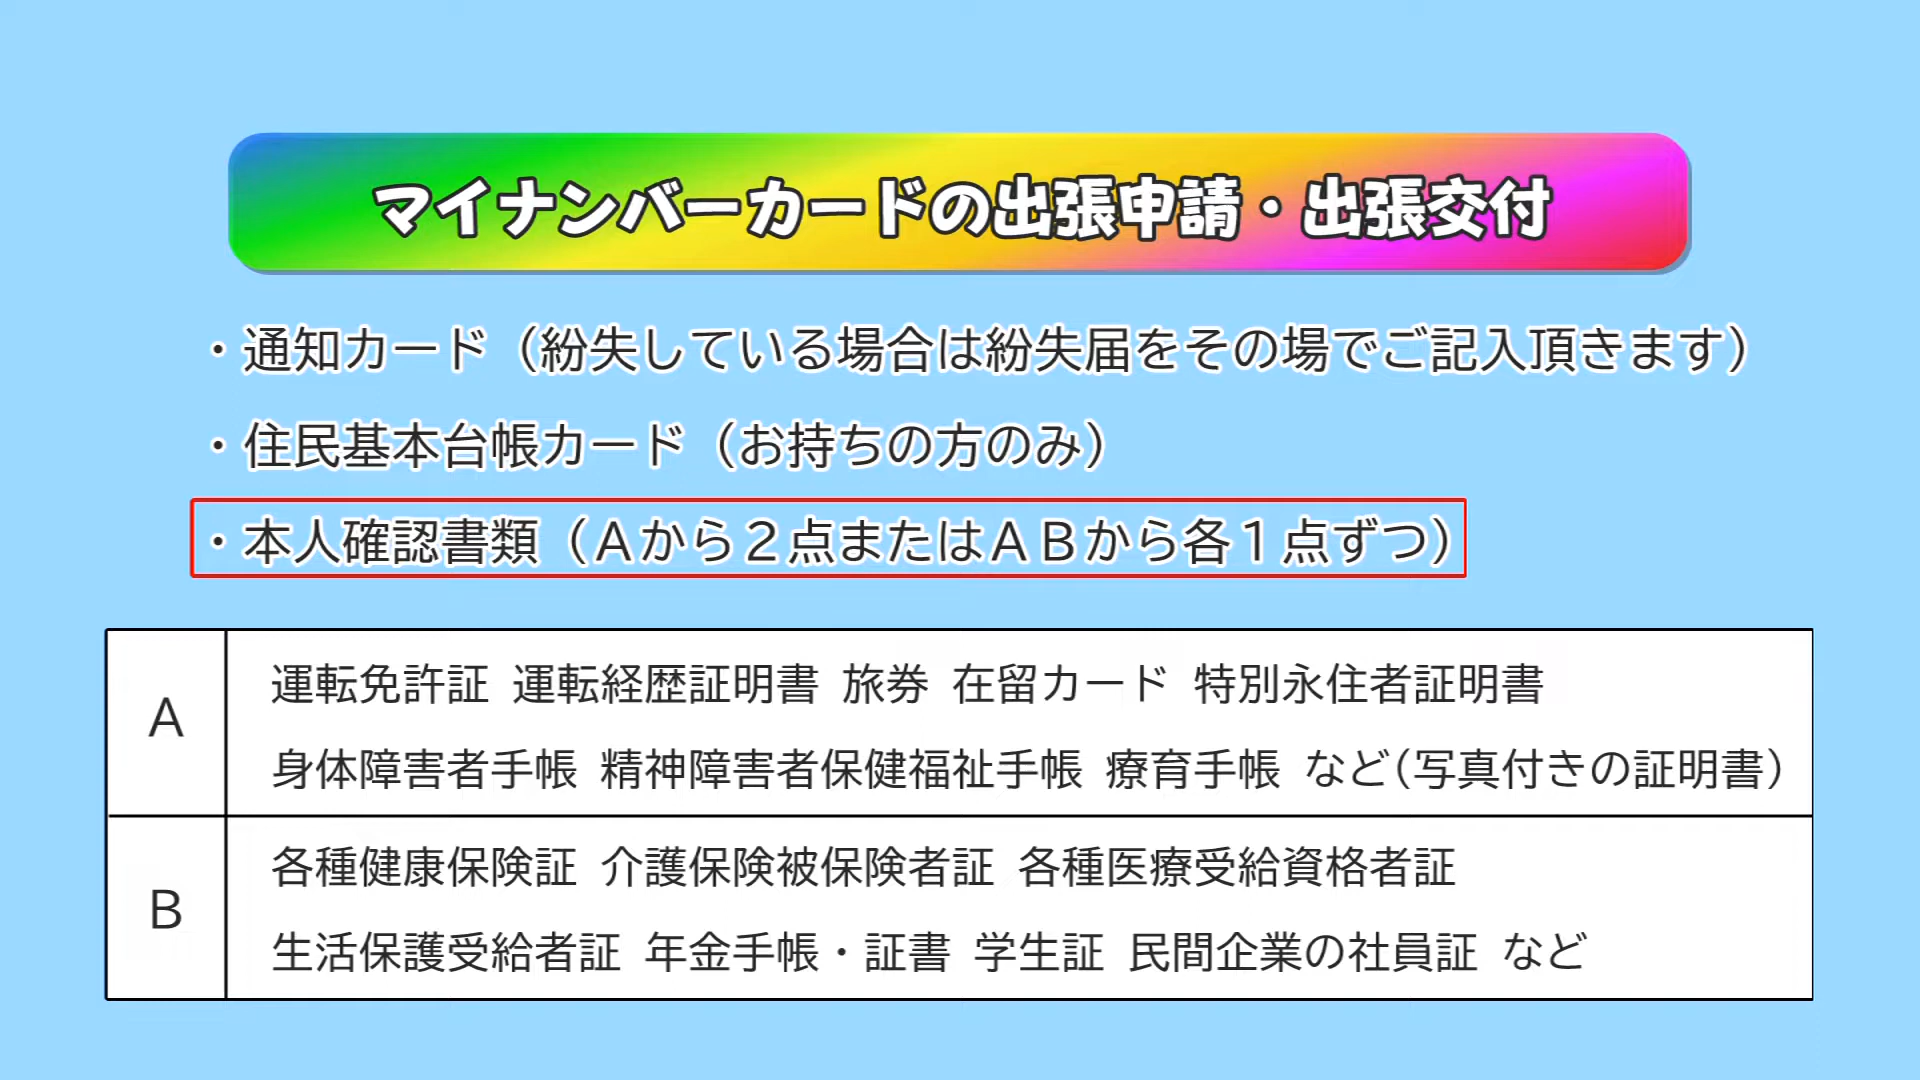 マイナンバーカードの出張申請・出張交付
・通知カード（紛失している場合は紛失届をその場でご記入頂きます）
・住民基本台帳カード（お持ちの方のみ）
・本人確認書類（Ａから２点またはＡＢから各１点ずつ）
A
運転免許証 運転経歴証明書 旅券 在留カード 特別永住者証明書
身体障害者手帳 精神障害者保健福祉手帳 療育手帳 など(写真付きの証明書)
B
各種健康保険証 介護保険被保険者証 各種医療受給資格者証
生活保護受給者証 年金手帳・証書 学生証 民間企業の社員証 など